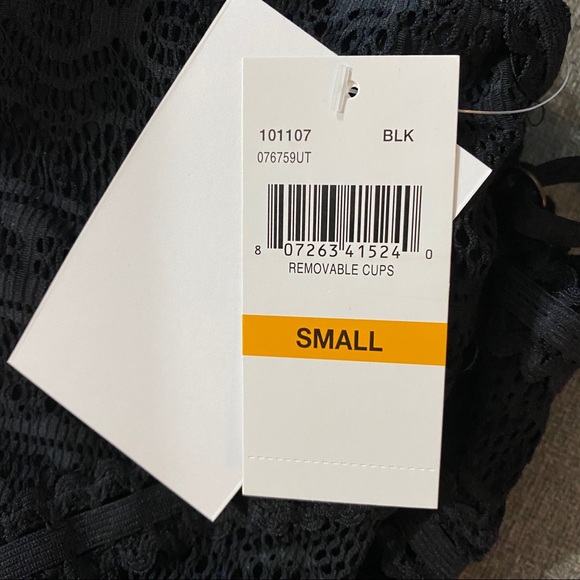 101107 BLK
076759UT
8 07263 41524 0
REMOVABLE CUPS
SMALL